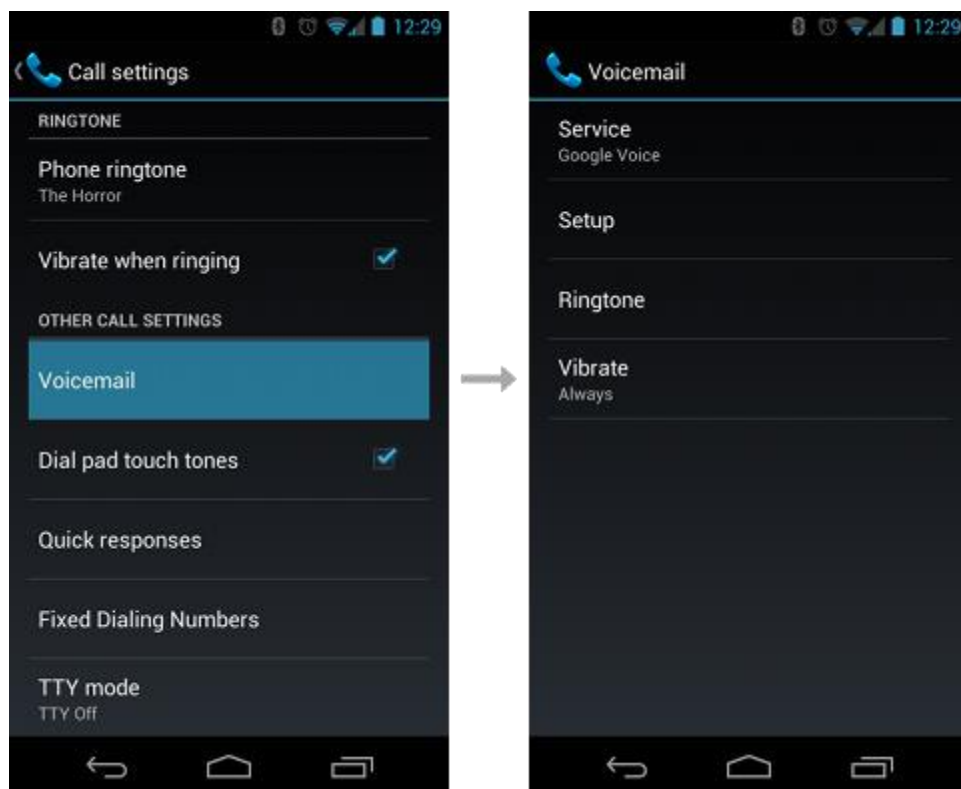 12:29
Call settings
RINGTONE
Phone ringtone
The Horror
Vibrate when ringing
OTHER CALL SETTINGS
Voicemail
Dial pad touch tones
Quick responses
Fixed Dialing Numbers
TTY mode
TTY Off
12:29
Voicemail
Service
Google Voice
Setup
Ringtone
Vibrate
Always